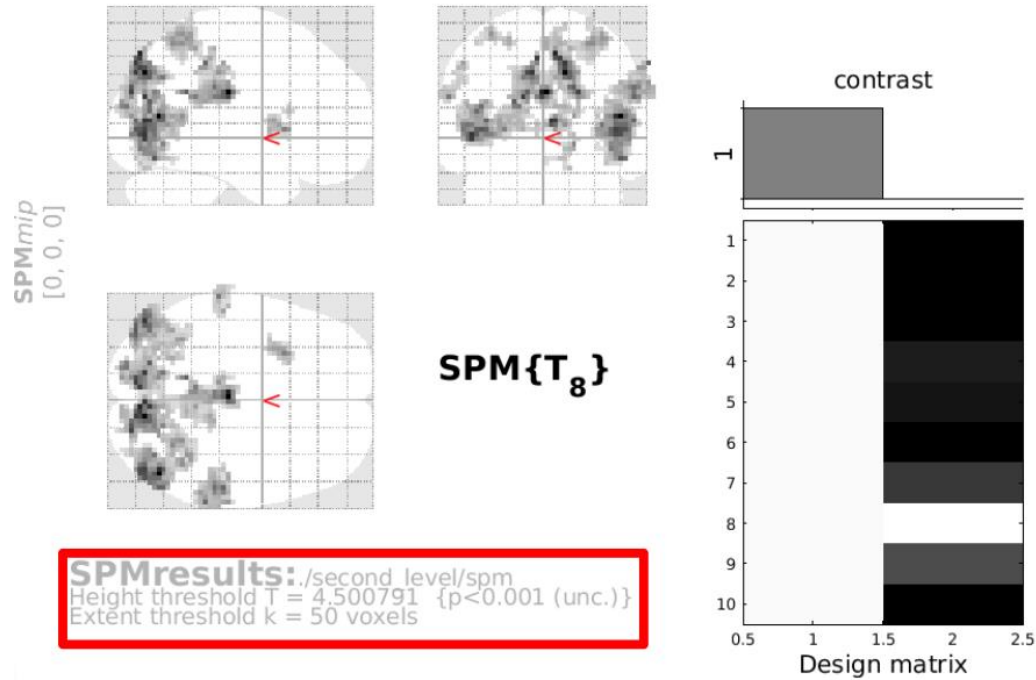 SPMmip
[0, 0, 0]
<
<
<
SPM{T8}
SPMresults: ./second_level/spm
Height threshold T = 4.500791 {p<0.001 (unc.)}
Extent threshold k = 50 voxels
contrast
1
1
2
3
4
5
6
7
8
9
10
0.5 1 1.5 2 2.5
Design matrix